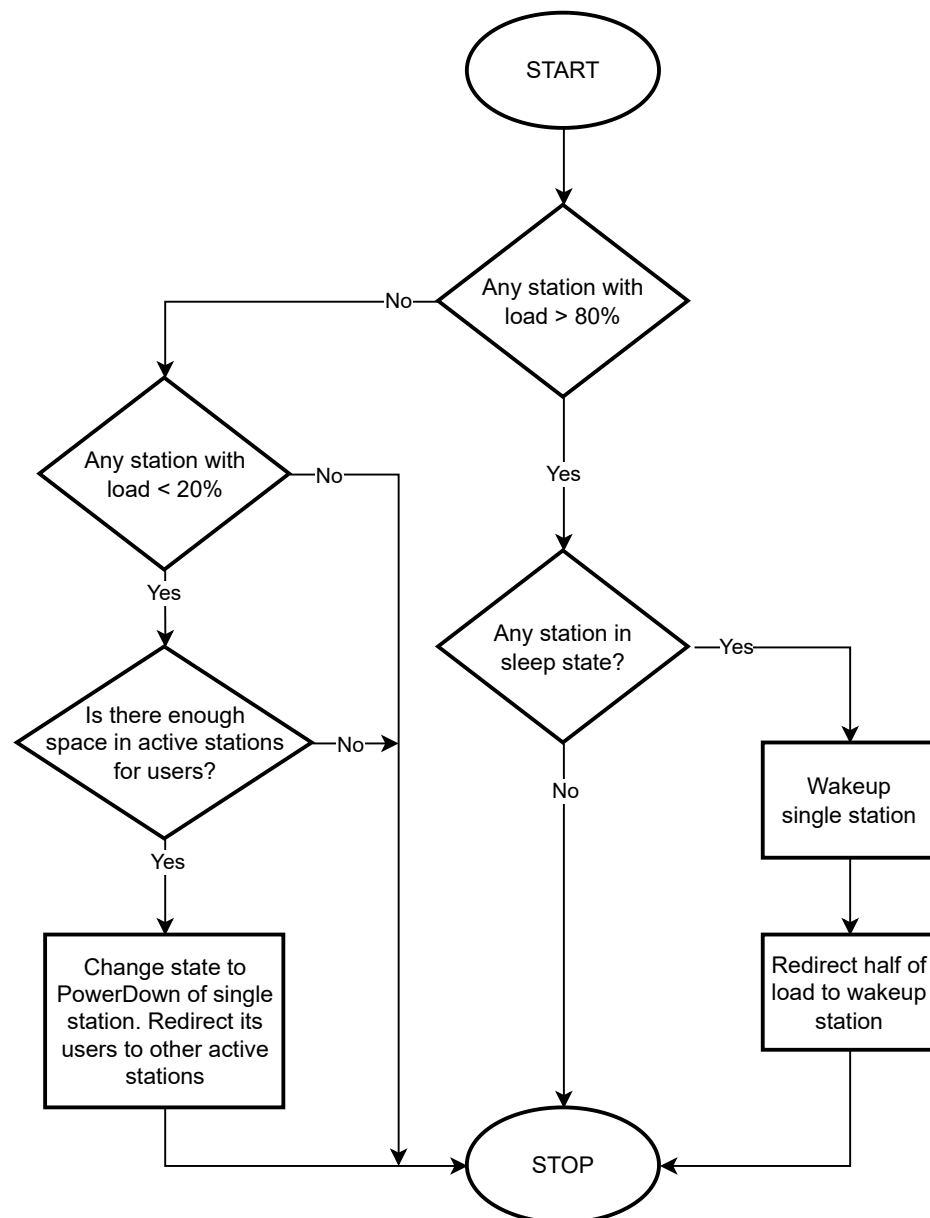 START
Any station with
load > 80%
No
Any station with
load < 20%
No
Yes
Yes
Any station in
sleep state?
Yes
Is there enough
space in active stations
for users?
No
No
Wakeup
single station
Yes
Change state to
PowerDown of single
station. Redirect its
users to other active
stations
Redirect half of
load to wakeup
station
STOP